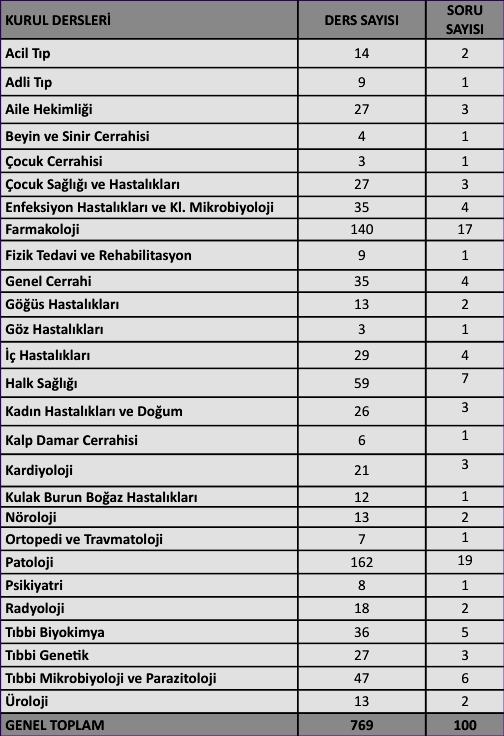 KURUL DERSLERİ DERS SAYISI SORU SAYISI
Acil Tıp 14 2
Adli Tıp 9 1
Aile Hekimliği 27 3
Beyin ve Sinir Cerrahisi 4 1
Çocuk Cerrahisi 3 1
Çocuk Sağlığı ve Hastalıkları 27 3
Enfeksiyon Hastalıkları ve Kl. Mikrobiyoloji 35 4
Farmakoloji 140 17
Fizik Tedavi ve Rehabilitasyon 9 1
Genel Cerrahi 35 4
Göğüs Hastalıkları 13 2
Göz Hastalıkları 3 1
İç Hastalıkları 29 4
Halk Sağlığı 59 7
Kadın Hastalıkları ve Doğum 26 3
Kalp Damar Cerrahisi 6 1
Kardiyoloji 21 3
Kulak Burun Boğaz Hastalıkları 12 1
Nöroloji 13 2
Ortopedi ve Travmatoloji 7 1
Patoloji 162 19
Psikiyatri 8 1
Radyoloji 18 2
Tıbbi Biyokimya 36 5
Tıbbi Genetik 27 3
Tıbbi Mikrobiyoloji ve Parazitoloji 47 6
Üroloji 13 2
GENEL TOPLAM 769 100